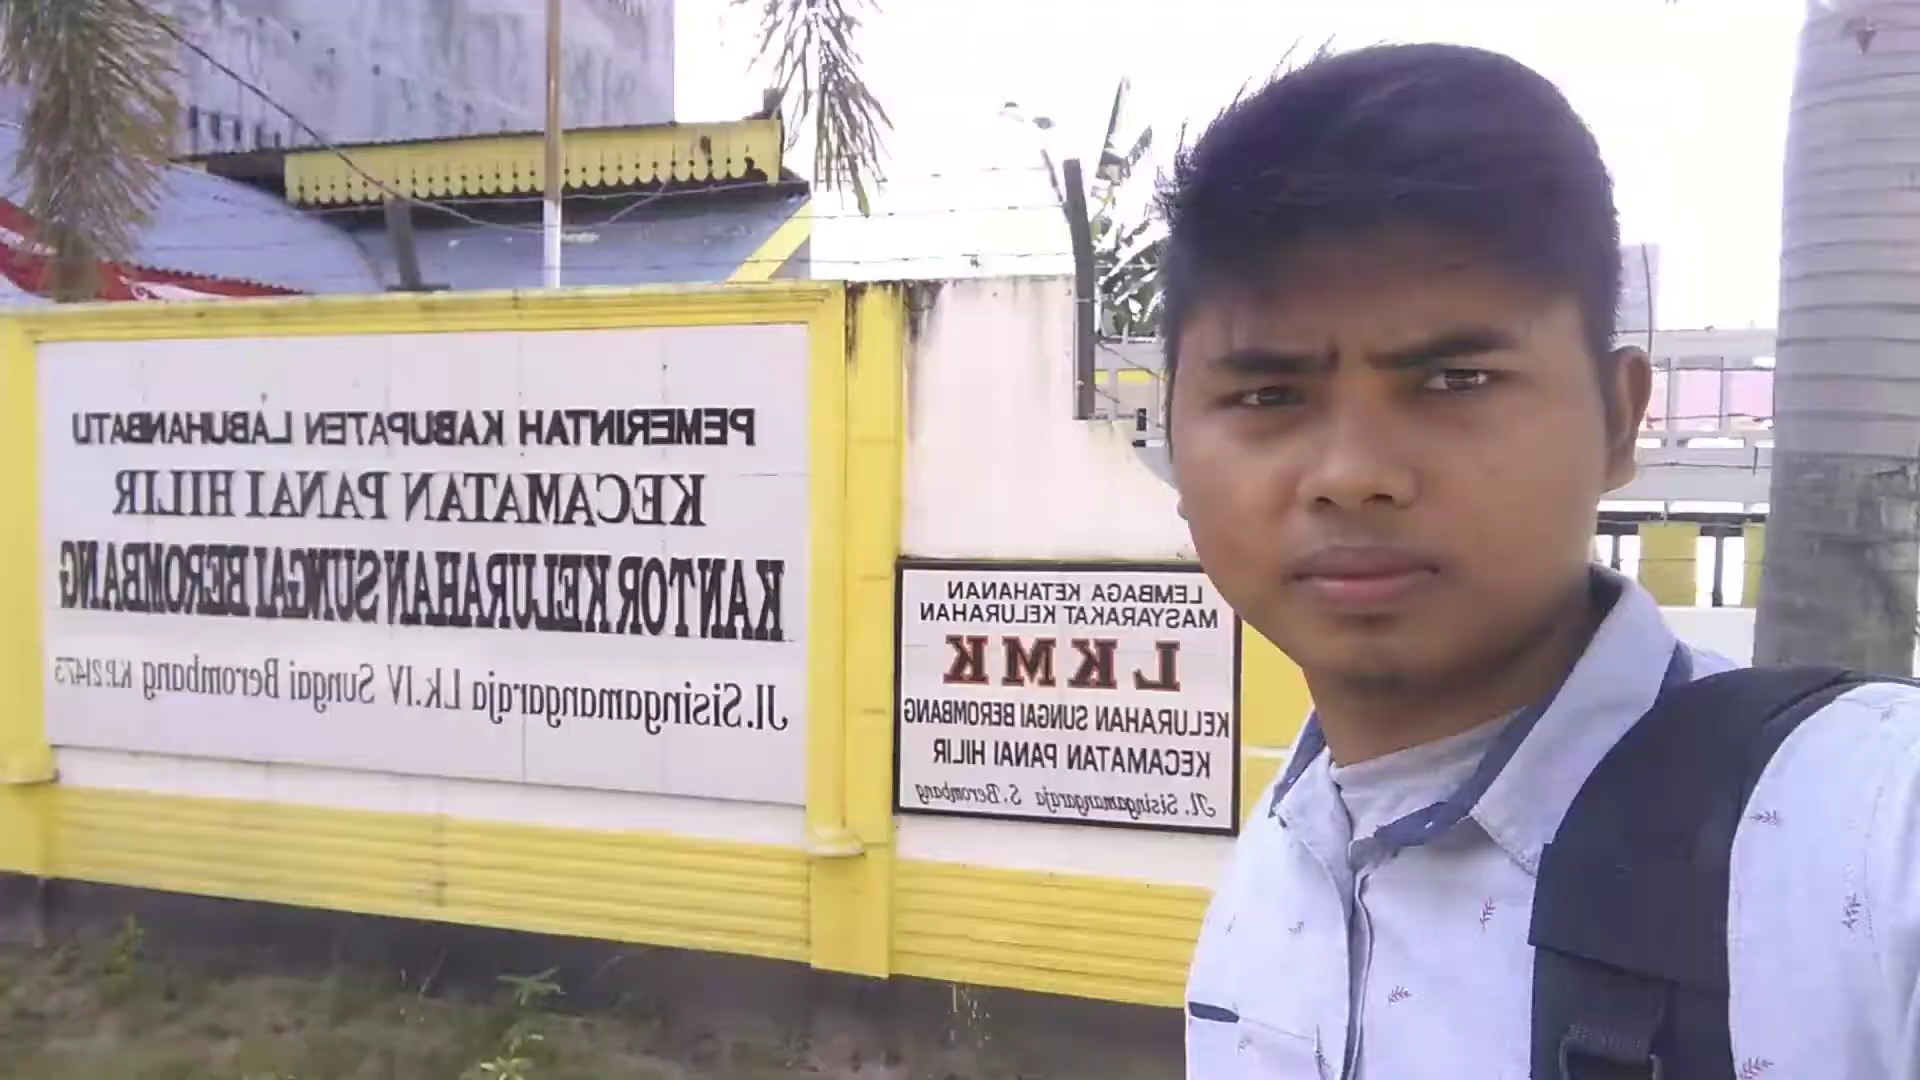 PEMERINTAH KABUPATEN LABUHANBATU
KECAMATAN PANAI HILIR
KANTOR KELURAHAN SUNGAI BEROMBANG
Jl.Sisingamangaraja Lk.IV Sungai Berombang K.P.21473
LEMBAGA KETAHANAN
MASYARAKAT KELURAHAN
L K M K
KELURAHAN SUNGAI BEROMBANG
KECAMATAN PANAI HILIR
Jl. Sisingamangaraja S.Berombang